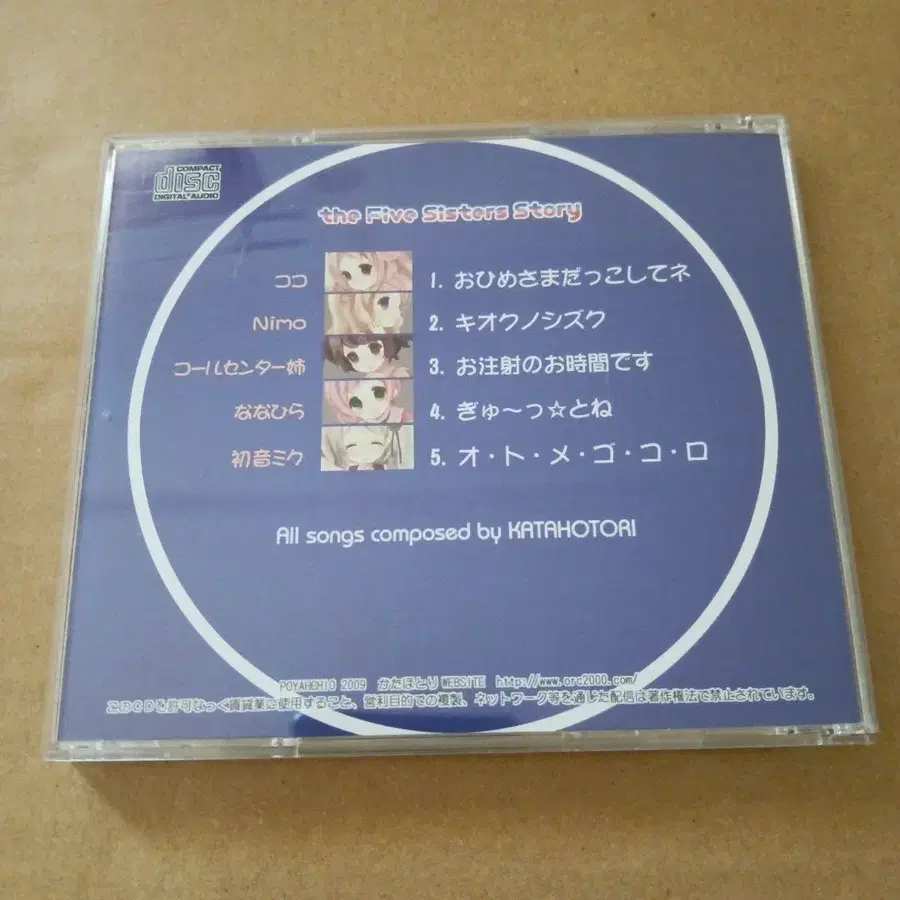 COMPACT
disc
DIGITAL AUDIO
the Five Sisters Story
ココ 1. おひめさまだっこしてネ
Nimo 2. キオクノシズク
コールセンター姉 3. お注射のお時間です
ななひら 4. ぎゅ〜っ☆とね
初音ミク 5. オ・ト・メ・ゴ・コ・ロ
All songs composed by KATAHOTORI
POYAHCHIO 2009 かたほとり WEBSITE http://www.orc2000.com/
このCDを許可なっく賃貸業に使用すること、営利目的での複製、ネットワーク等を通じた配信は著作権法で禁止されています。